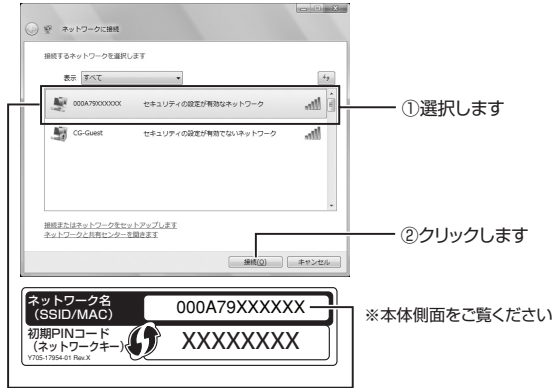 ネットワークに接続
接続するネットワークを選択します
表示 すべて
000A79XXXXXX セキュリティの設定が有効なネットワーク
①選択します
CG-Guest セキュリティの設定が有効でないネットワーク
接続またはネットワークをセットアップします
ネットワークと共有センターを開きます
②クリックします
接続(O) キャンセル
ネットワーク名
(SSID/MAC)
000A79XXXXXX
※本体側面をご覧ください
初期PINコード
(ネットワークキー)
XXXXXXXX
Y705-17954-01 Rev.X